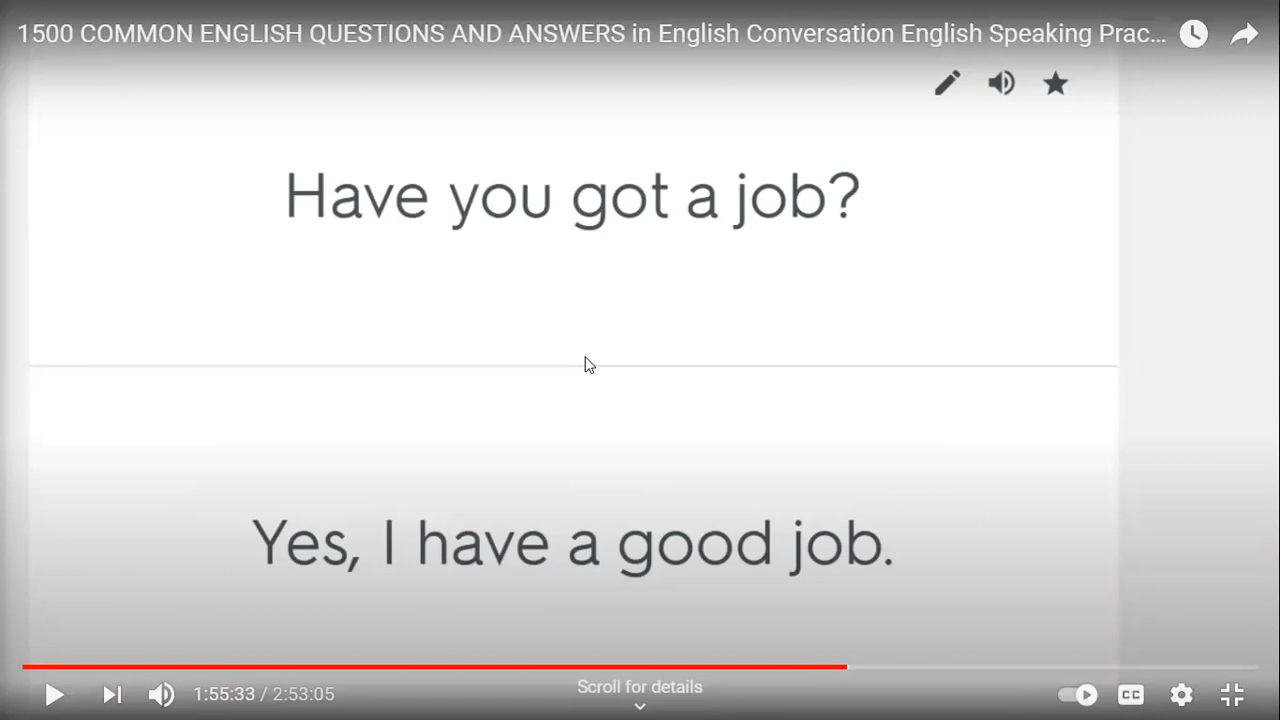 1500 COMMON ENGLISH QUESTIONS AND ANSWERS in English Conversation English Speaking Prac...
Have you got a job?
Yes, I have a good job.
Scroll for details
1:55:33 / 2:53:05
CC